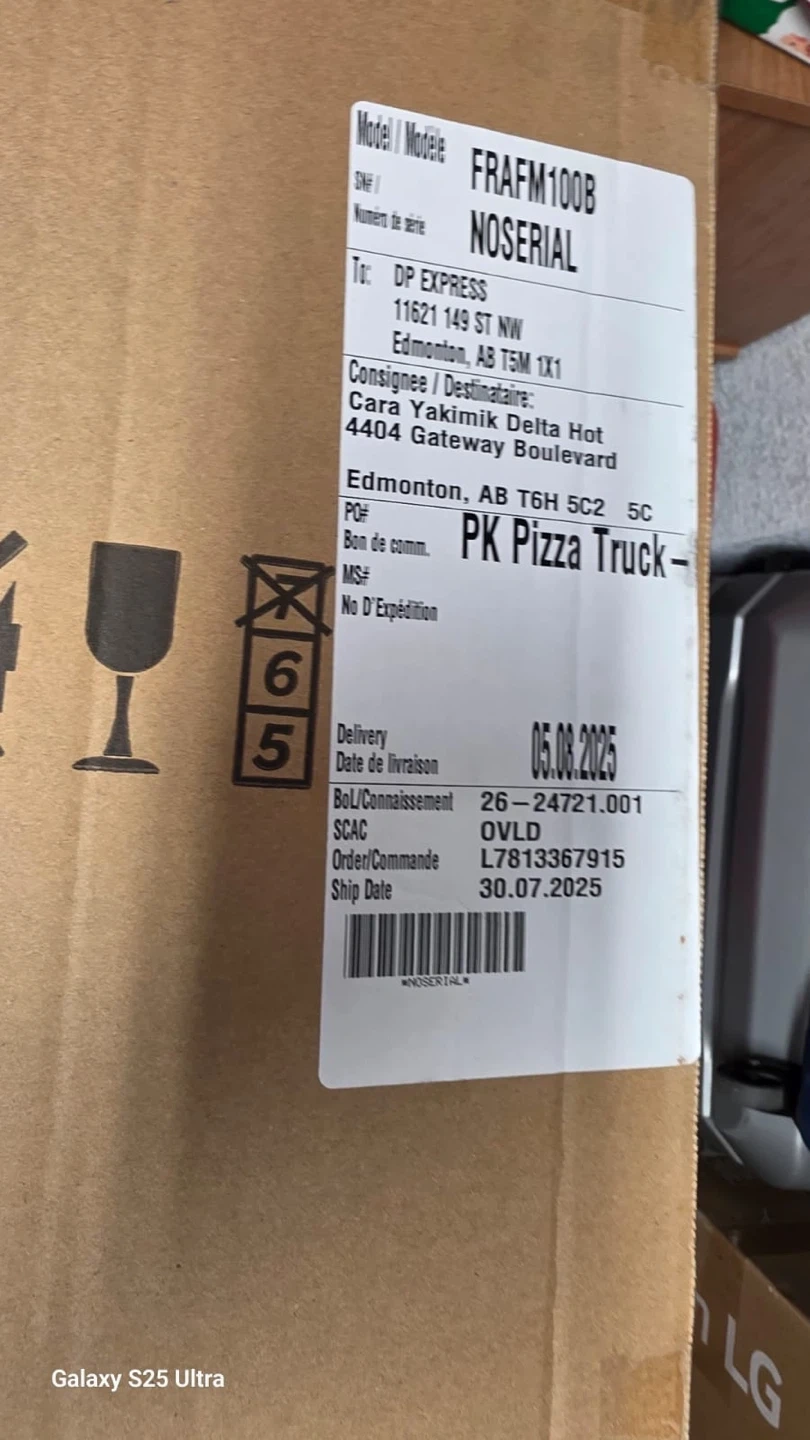 Model / Modèle FRAFM100B
SN# /
Numéro de série NOSERIAL
To: DP EXPRESS
11621 149 ST NW
Edmonton, AB T5M 1X1
Consignee / Destinataire:
Cara Yakimik Delta Hot
4404 Gateway Boulevard
Edmonton, AB T6H 5C2 5C
PO#
Bon de comm. PK Pizza Truck-
MS#
No D'Expédition
Delivery
Date de livraison 05.08.2025
BoL/Connaissement 26-24721.001
SCAC OVLD
Order/Commande L7813367915
Ship Date 30.07.2025
*NOSERIAL*
7
6
5
LG
Galaxy S25 Ultra